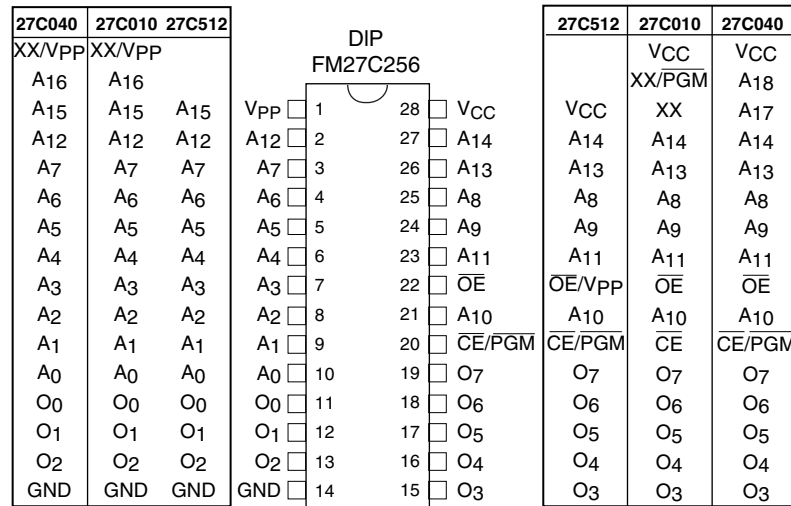 27C040 27C010 27C512 DIP FM27C256 27C512 27C010 27C040
XX/VPP XX/VPP VCC VCC
A16 A16 XX/PGM A18
A15 A15 A15 VPP 1 28 VCC VCC XX A17
A12 A12 A12 A12 2 27 A14 A14 A14 A14
A7 A7 A7 A7 3 26 A13 A13 A13 A13
A6 A6 A6 A6 4 25 A8 A8 A8 A8
A5 A5 A5 A5 5 24 A9 A9 A9 A9
A4 A4 A4 A4 6 23 A11 A11 A11 A11
A3 A3 A3 A3 7 22 OE OE/VPP OE OE
A2 A2 A2 A2 8 21 A10 A10 A10 A10
A1 A1 A1 A1 9 20 CE/PGM CE/PGM CE CE/PGM
A0 A0 A0 A0 10 19 O7 O7 O7 O7
O0 O0 O0 O0 11 18 O6 O6 O6 O6
O1 O1 O1 O1 12 17 O5 O5 O5 O5
O2 O2 O2 O2 13 16 O4 O4 O4 O4
GND GND GND GND 14 15 O3 O3 O3 O3